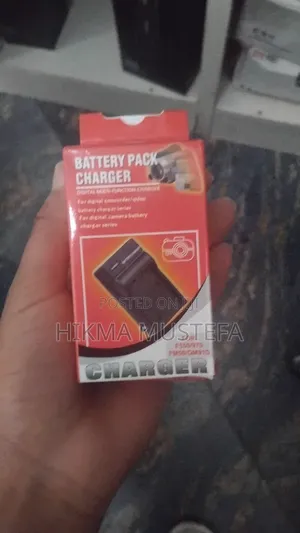 BATTERY PACK
CHARGER
DIGITAL MULTI-FUNCTION CHARGER
For digital camcorder/video
battery charger series
For digital camera battery
charger series
POSTED ON JIJI
HIKMA MUSTEFA
CHARGER